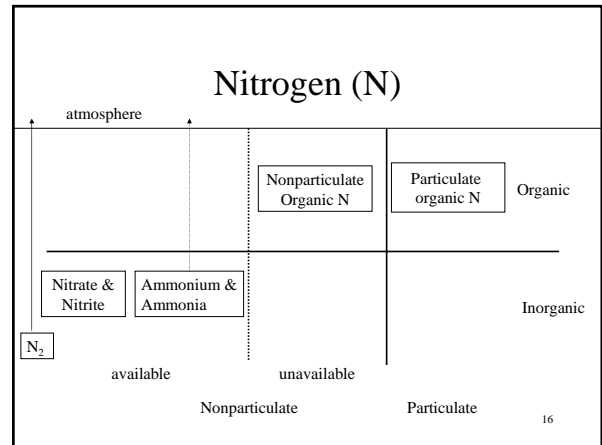 Nitrogen (N)
atmosphere
Nonparticulate
Organic N
Particulate
organic N
Organic
Nitrate &
Nitrite
Ammonium &
Ammonia
Inorganic
N₂
available
unavailable
Nonparticulate
Particulate
16